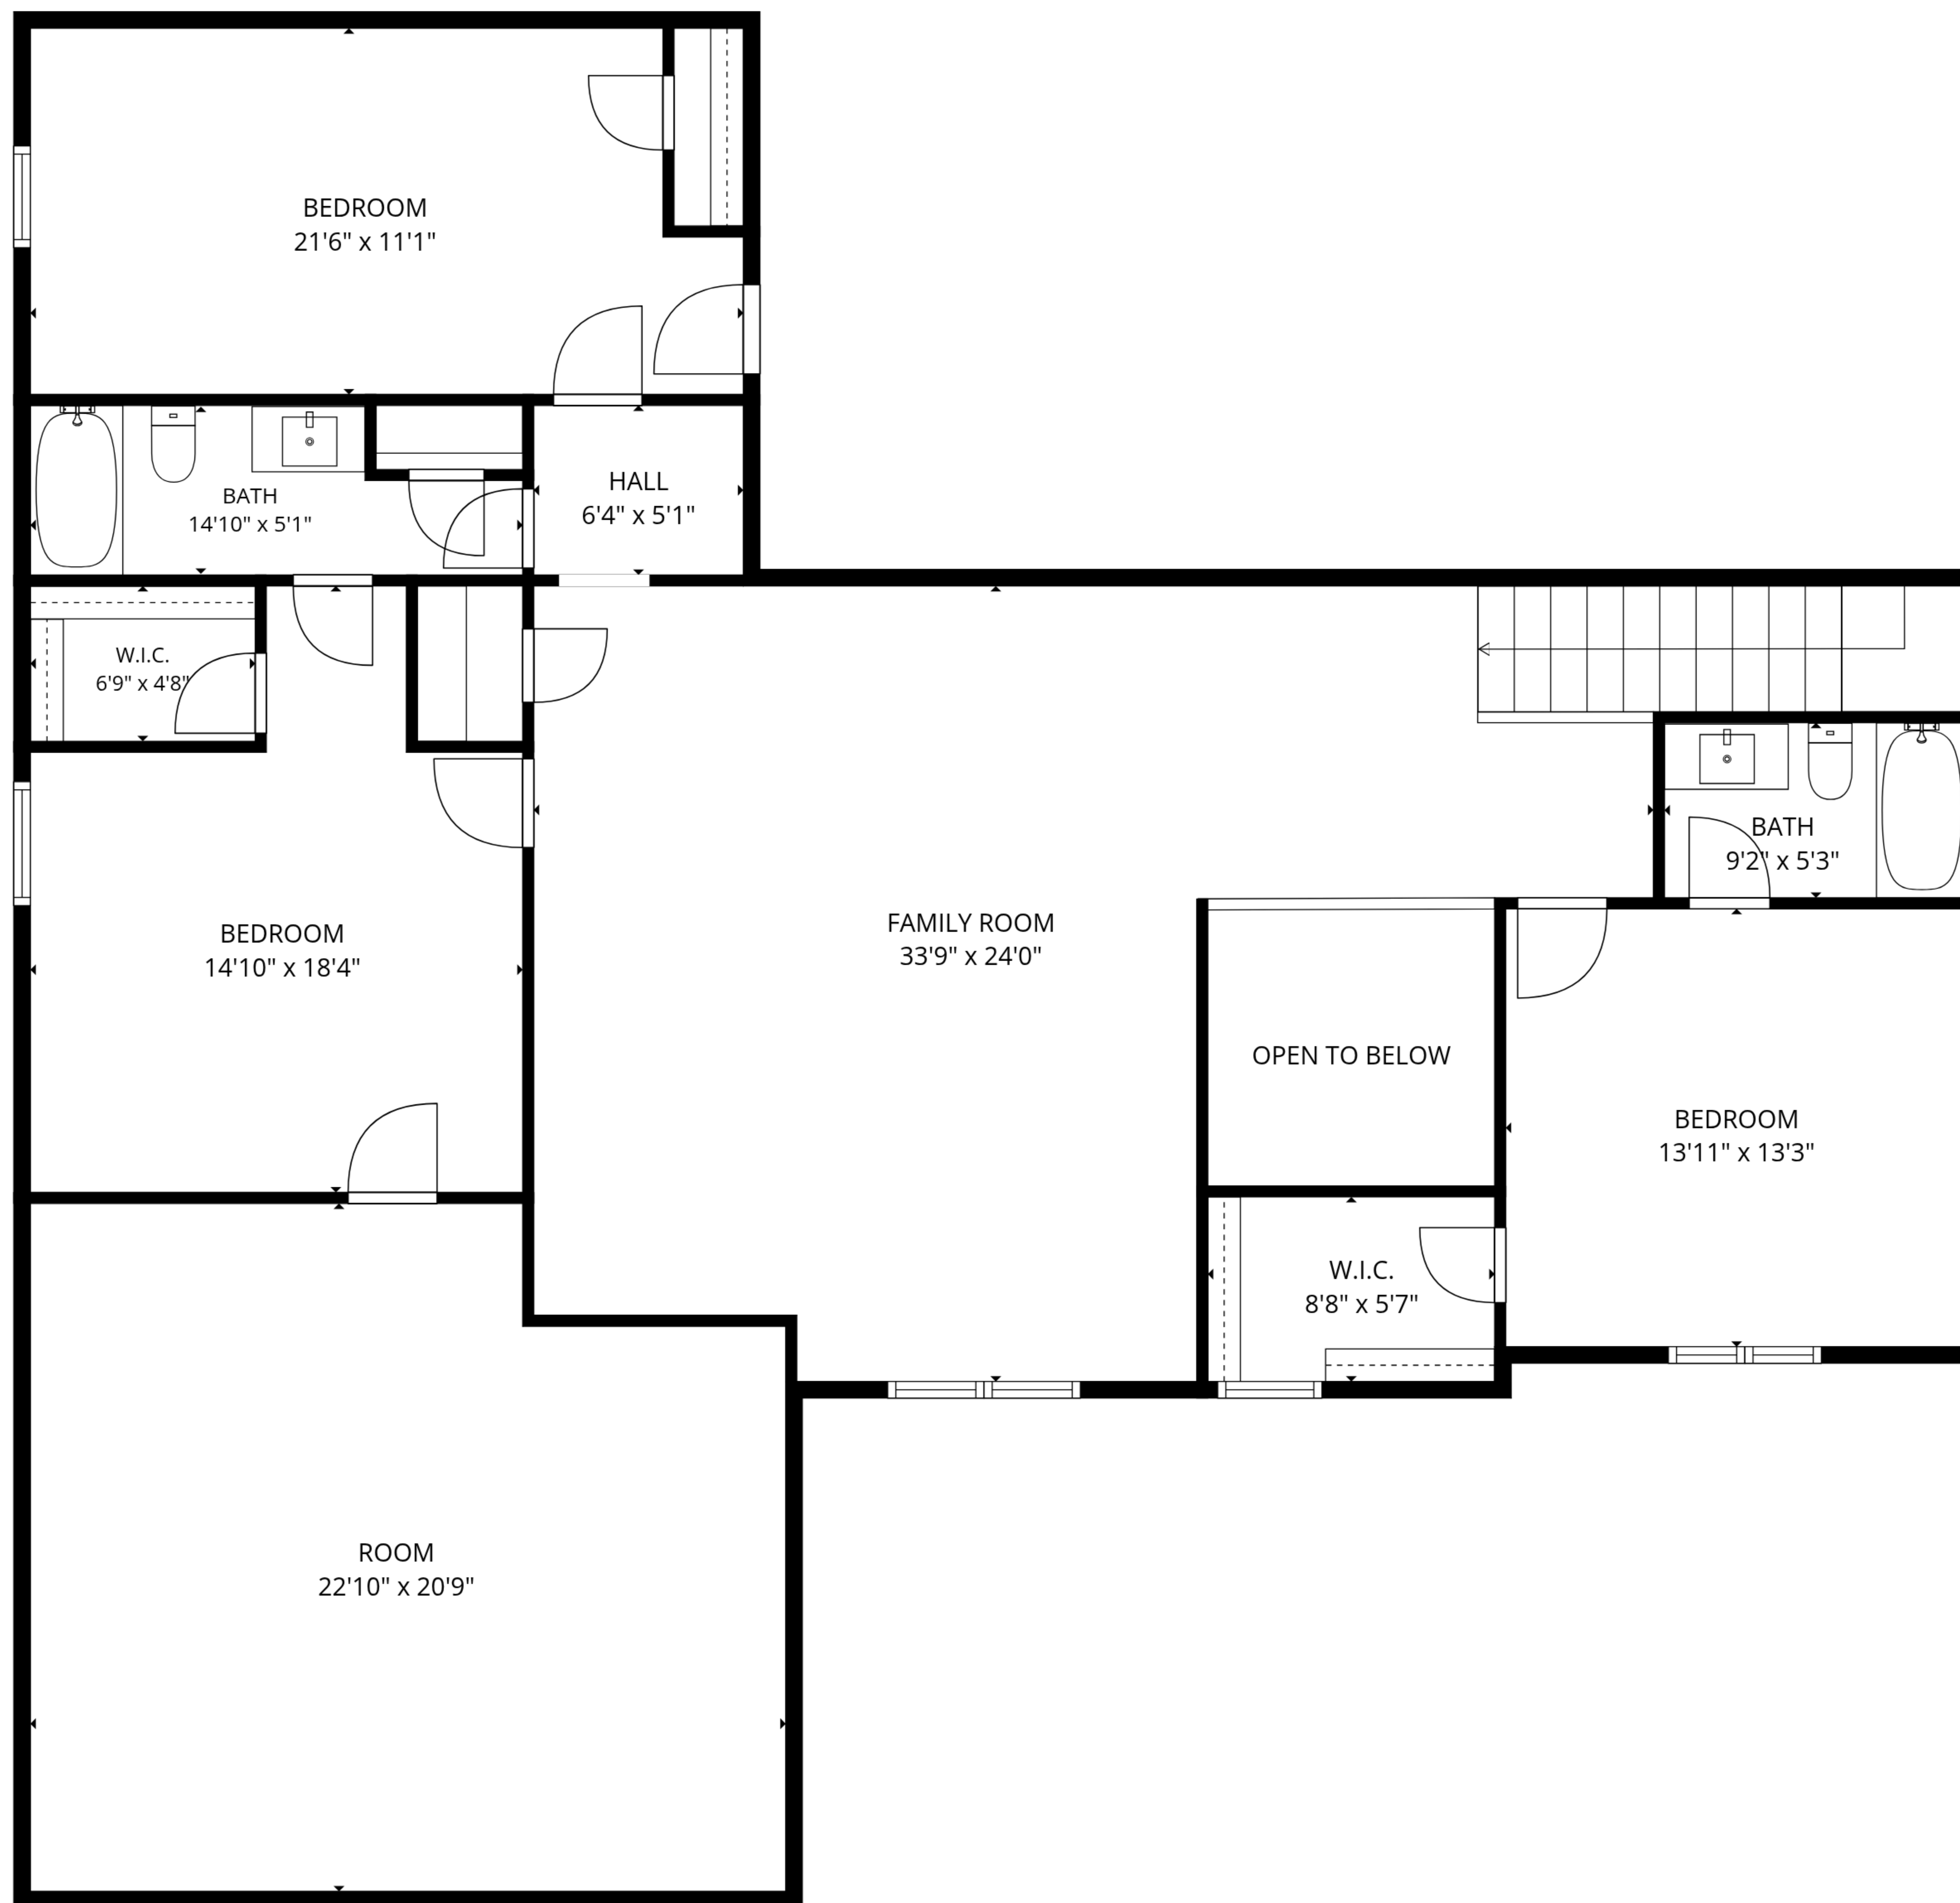 BEDROOM
21'6" x 11'1"
HALL
6'4" x 5'1"
BATH
14'10" x 5'1"
W.I.C.
6'9" x 4'8"
BATH
9'2" x 5'3"
FAMILY ROOM
33'9" x 24'0"
BEDROOM
14'10" x 18'4"
OPEN TO BELOW
BEDROOM
13'11" x 13'3"
W.I.C.
8'8" x 5'7"
ROOM
22'10" x 20'9"